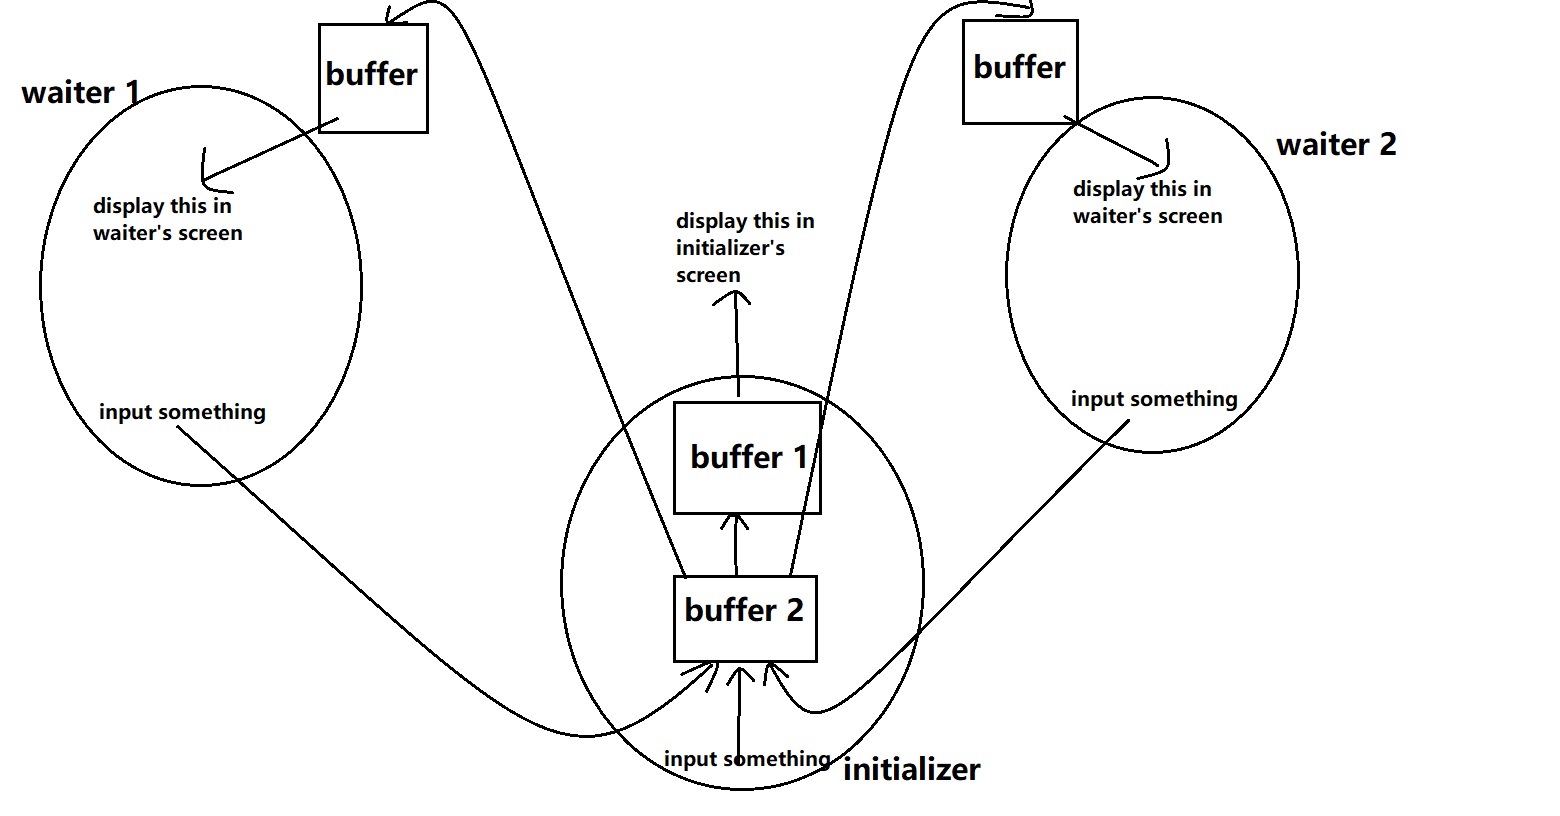 buffer
waiter 1
display this in
waiter's screen
input something
buffer
waiter 2
display this in
waiter's screen
input something
display this in
initializer's
screen
buffer 1
buffer 2
input something
initializer